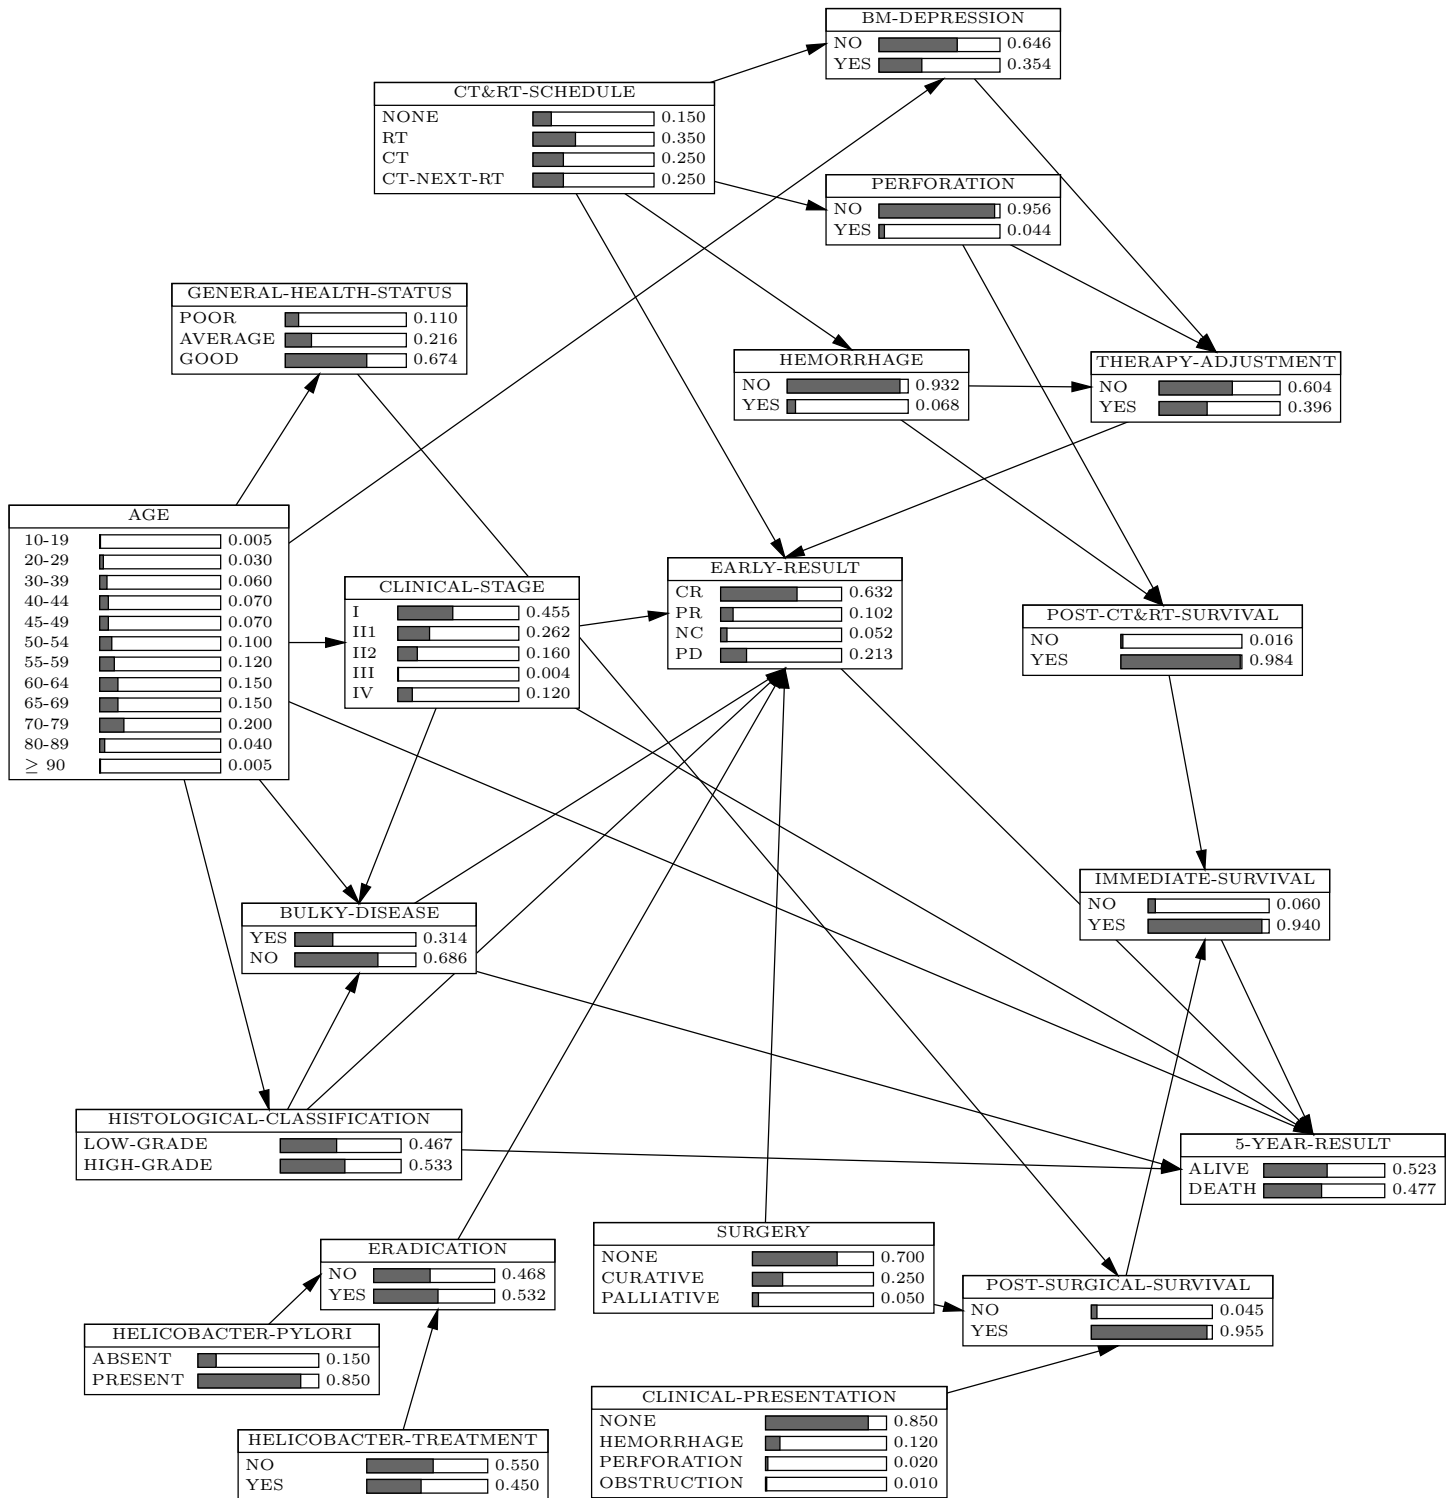 BM-DEPRESSION
NO 0.646
YES 0.354
CT&RT-SCHEDULE
NONE 0.150
RT 0.350
CT 0.250
CT-NEXT-RT 0.250
PERFORATION
NO 0.956
YES 0.044
GENERAL-HEALTH-STATUS
POOR 0.110
AVERAGE 0.216
GOOD 0.674
HEMORRHAGE
NO 0.932
YES 0.068
THERAPY-ADJUSTMENT
NO 0.604
YES 0.396
AGE
10-19 0.005
20-29 0.030
30-39 0.060
40-44 0.070
45-49 0.070
50-54 0.100
55-59 0.120
60-64 0.150
65-69 0.150
70-79 0.200
80-89 0.040
≥ 90 0.005
CLINICAL-STAGE
I 0.455
II1 0.262
II2 0.160
III 0.004
IV 0.120
EARLY-RESULT
CR 0.632
PR 0.102
NC 0.052
PD 0.213
POST-CT&RT-SURVIVAL
NO 0.016
YES 0.984
IMMEDIATE-SURVIVAL
NO 0.060
YES 0.940
BULKY-DISEASE
YES 0.314
NO 0.686
HISTOLOGICAL-CLASSIFICATION
LOW-GRADE 0.467
HIGH-GRADE 0.533
5-YEAR-RESULT
ALIVE 0.523
DEATH 0.477
SURGERY
NONE 0.700
CURATIVE 0.250
PALLIATIVE 0.050
ERADICATION
NO 0.468
YES 0.532
POST-SURGICAL-SURVIVAL
NO 0.045
YES 0.955
HELICOBACTER-PYLORI
ABSENT 0.150
PRESENT 0.850
CLINICAL-PRESENTATION
NONE 0.850
HEMORRHAGE 0.120
PERFORATION 0.020
OBSTRUCTION 0.010
HELICOBACTER-TREATMENT
NO 0.550
YES 0.450